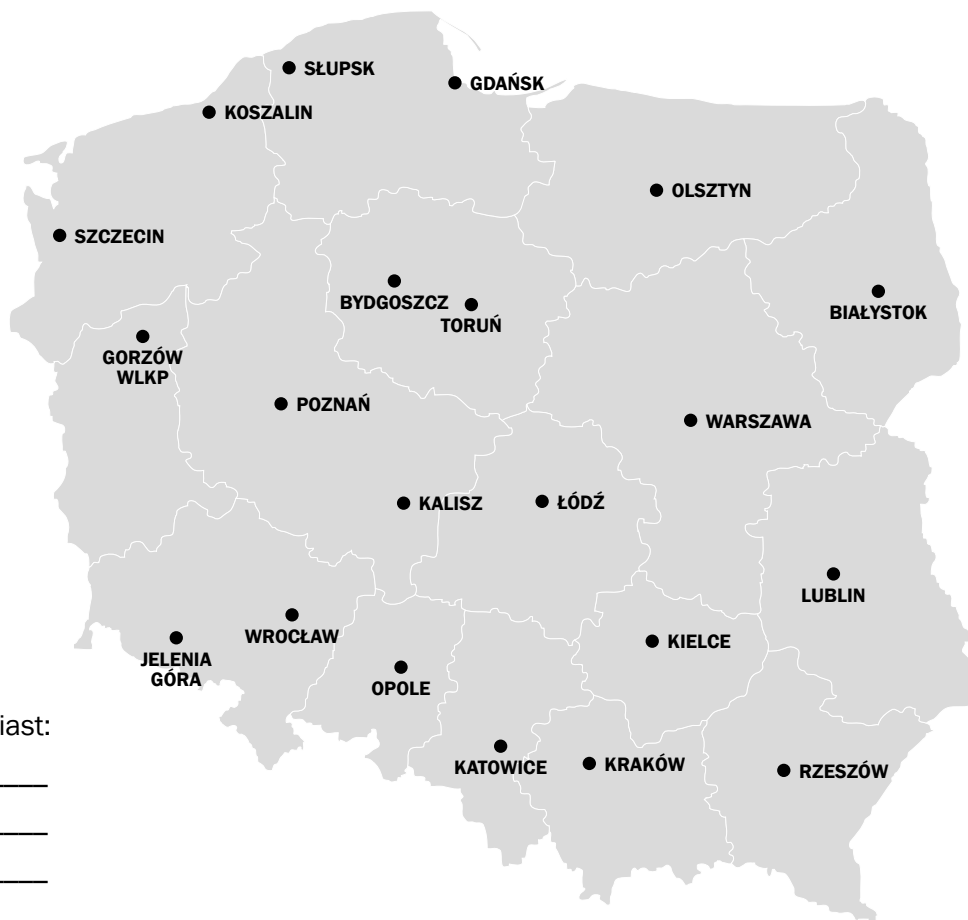 SŁUPSK
GDAŃSK
KOSZALIN
OLSZTYN
SZCZECIN
BYDGOSZCZ
TORUŃ
BIAŁYSTOK
GORZÓW
WLKP
POZNAŃ
WARSZAWA
KALISZ
ŁÓDŹ
LUBLIN
WROCŁAW
KIELCE
JELENIA
GÓRA
OPOLE
iast:
KATOWICE
KRAKÓW
RZESZÓW